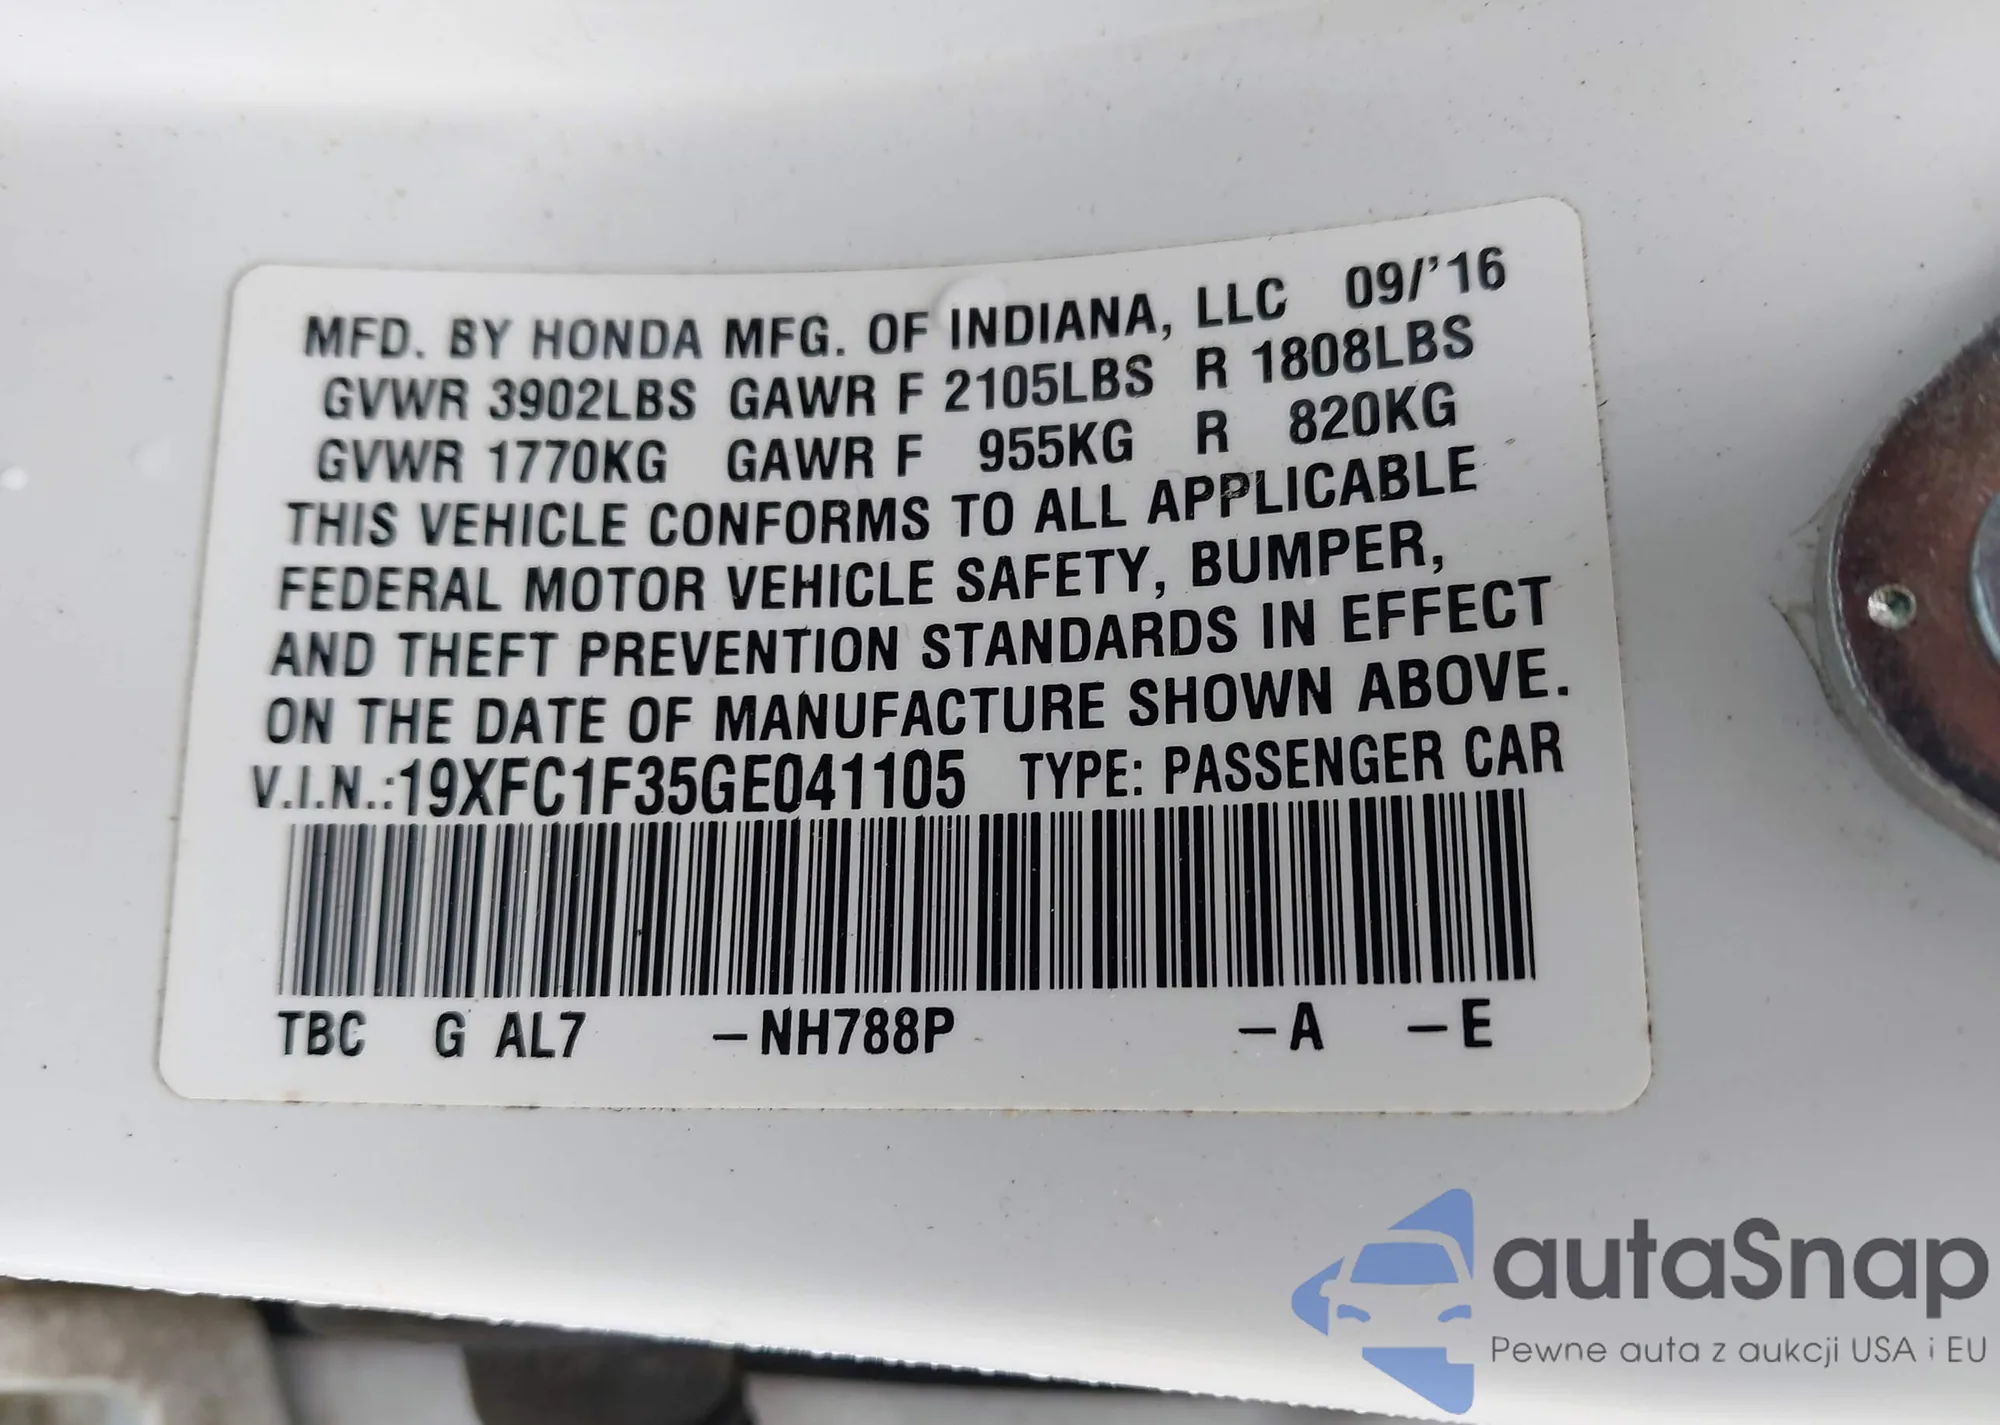 MFD. BY HONDA MFG. OF INDIANA, LLC 09/'16
GVWR 3902LBS GAWR F 2105LBS R 1808LBS
GVWR 1770KG GAWR F 955KG R 820KG
THIS VEHICLE CONFORMS TO ALL APPLICABLE
FEDERAL MOTOR VEHICLE SAFETY, BUMPER,
AND THEFT PREVENTION STANDARDS IN EFFECT
ON THE DATE OF MANUFACTURE SHOWN ABOVE.
V.I.N.:19XFC1F35GE041105 TYPE: PASSENGER CAR
TBC G AL7 –NH788P –A –E
autaSnap
Pewne auta z aukcji USA i EU